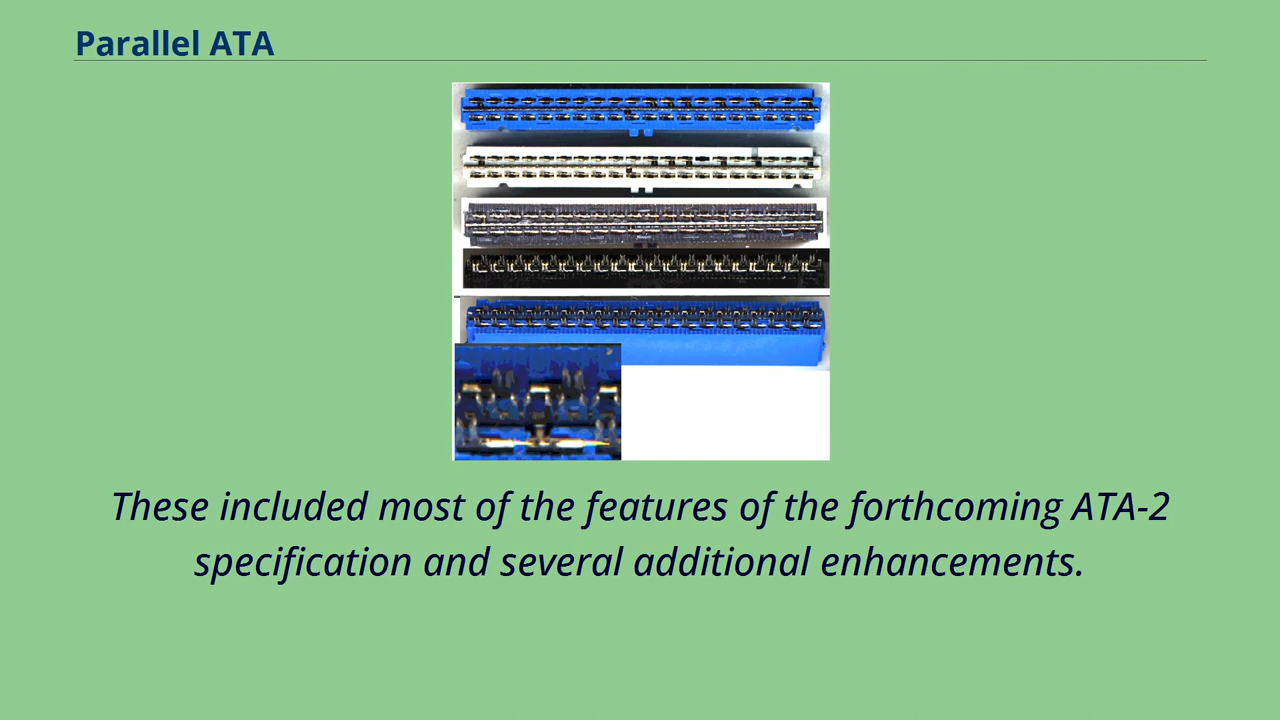 Parallel ATA
These included most of the features of the forthcoming ATA-2
specification and several additional enhancements.